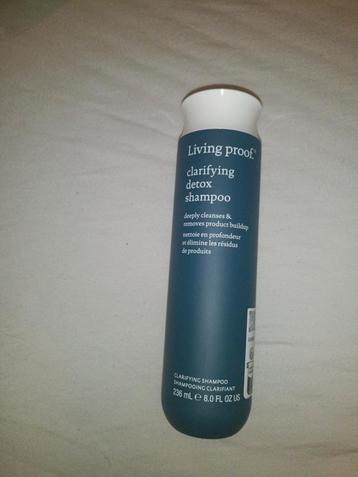 Living proof.®
clarifying
detox
shampoo
deeply cleanses &
removes product buildup
nettoie en profondeur
et élimine les résidus
de produits
CLARIFYING SHAMPOO
SHAMPOOING CLARIFIANT
236 mL ℮ 8.0 FL OZ US